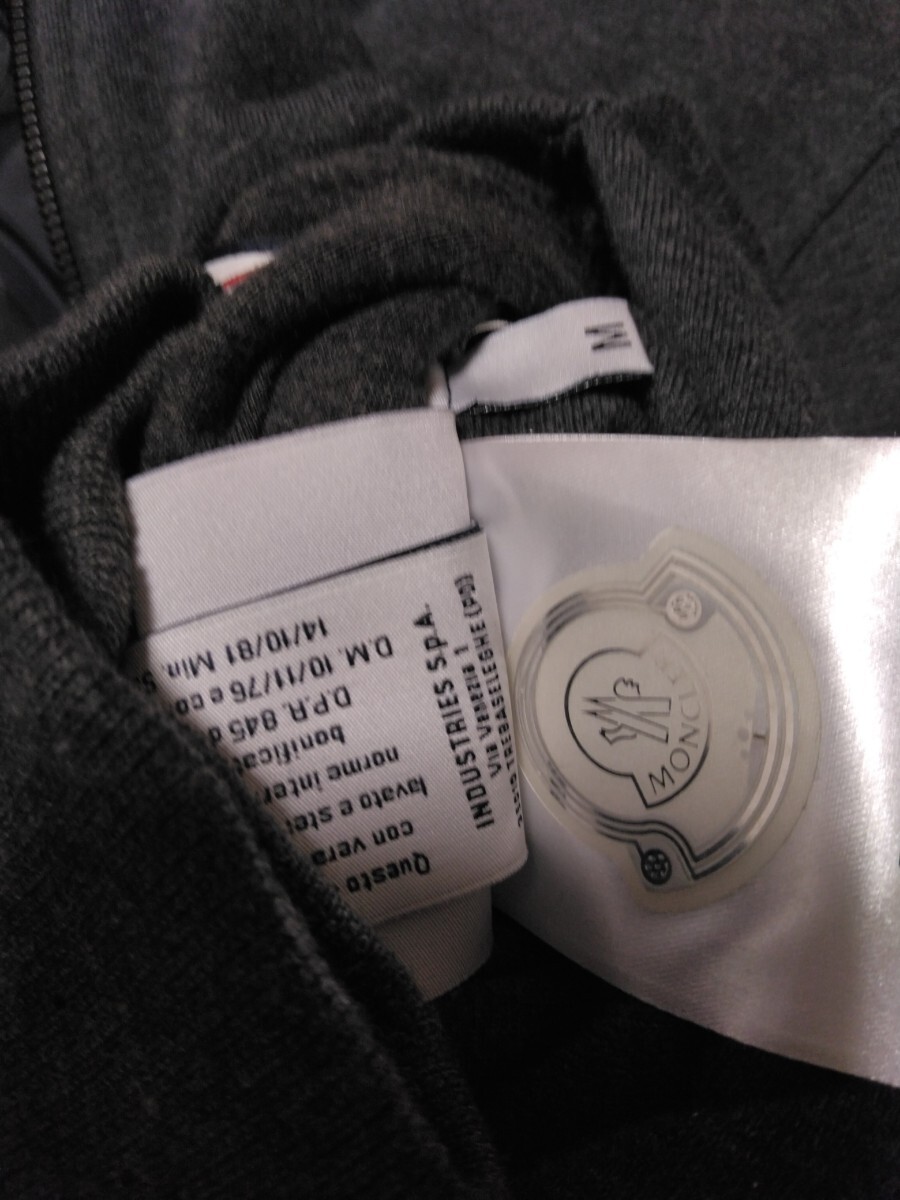 M
Questo
con vera
lavato e ste
norme inter
bonifica
D.P.R. 845 d
D.M. 10/11/76 e co
14/10/81 Min.
INDUSTRIES S.P.A.
Via Venezia 1
TREBASELEGHE (PD)
MONCLER